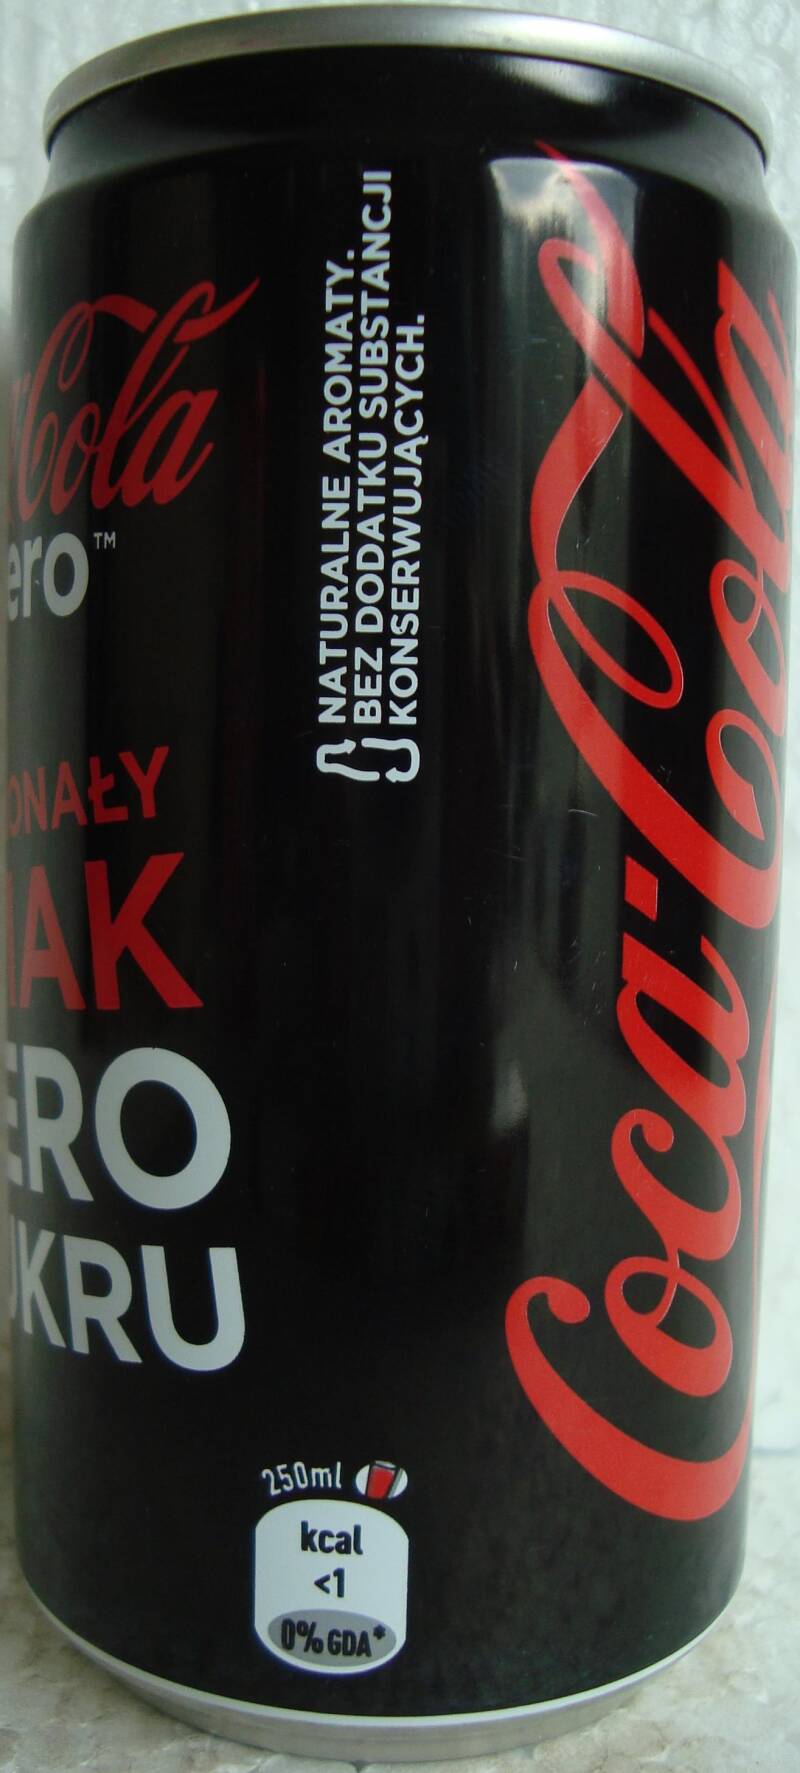 Cola
ero™
ONAŁY
AK
ERO
UKRU
NATURALNE AROMATY.
BEZ DODATKU SUBSTANCJI
KONSERWUJĄCYCH.
Coca-Cola
250ml
kcal
<1
0% GDA*